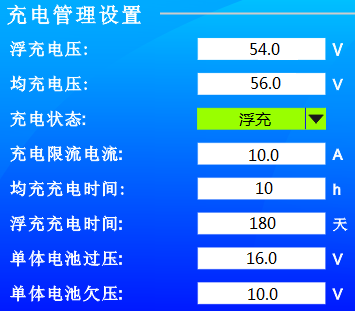 充电管理设置
浮充电压: 54.0 V
均充电压: 56.0 V
充电状态: 浮充
充电限流电流: 10.0 A
均充充电时间: 10 h
浮充充电时间: 180 天
单体电池过压: 16.0 V
单体电池欠压: 10.0 V